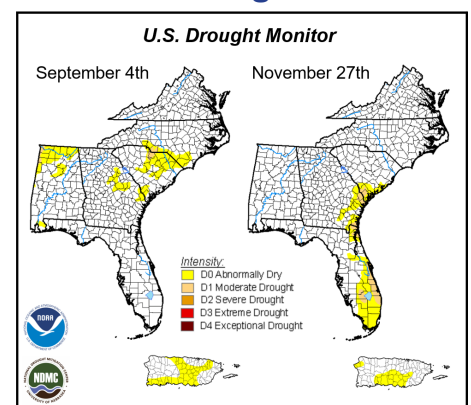 U.S. Drought Monitor
September 4th
November 27th
Intensity:
D0 Abnormally Dry
D1 Moderate Drought
D2 Severe Drought
D3 Extreme Drought
D4 Exceptional Drought
NOAA
NDMC